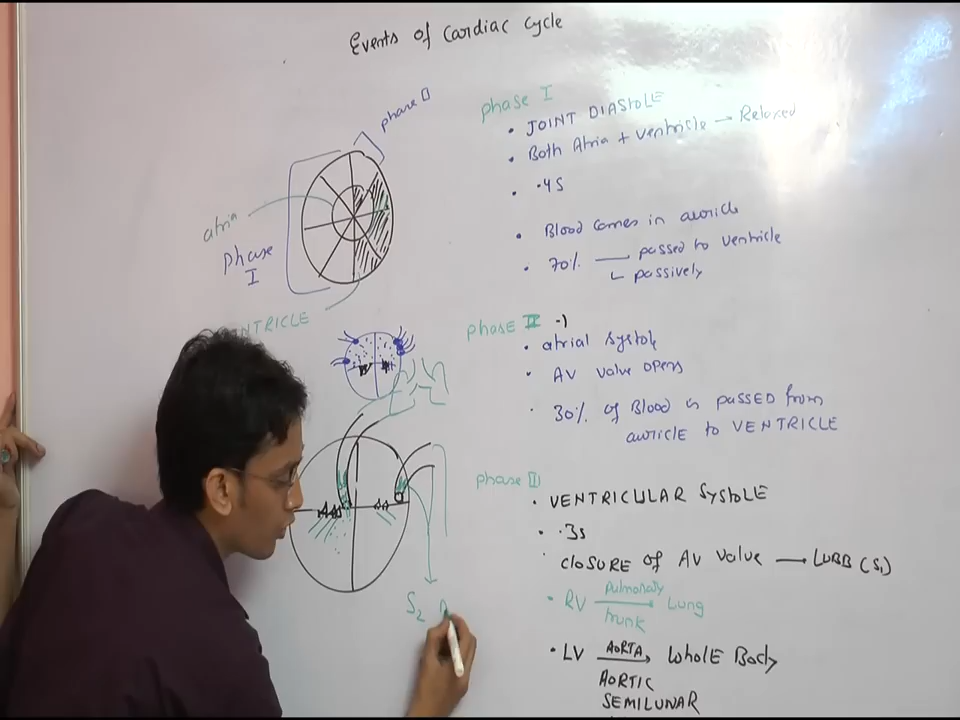 Events of Cardiac Cycle
phase II
atria
phase
I
NTRICLE
S2
phase I
• JOINT DIASTOLE
• Both Atria + ventricle → Relaxed
• .4S
• Blood comes in auricle
• 70% — passed to ventricle
passively
phase II - .1
• atrial systole
• AV valve opens
• 30% of Blood is passed from
auricle to VENTRICLE
phase III
• VENTRICULAR SYSTOLE
• .3s
closure of AV valve → LUBB (S1)
• RV pulmonary trunk → Lung
• LV AORTA → Whole Body
AORTIC
SEMILUNAR